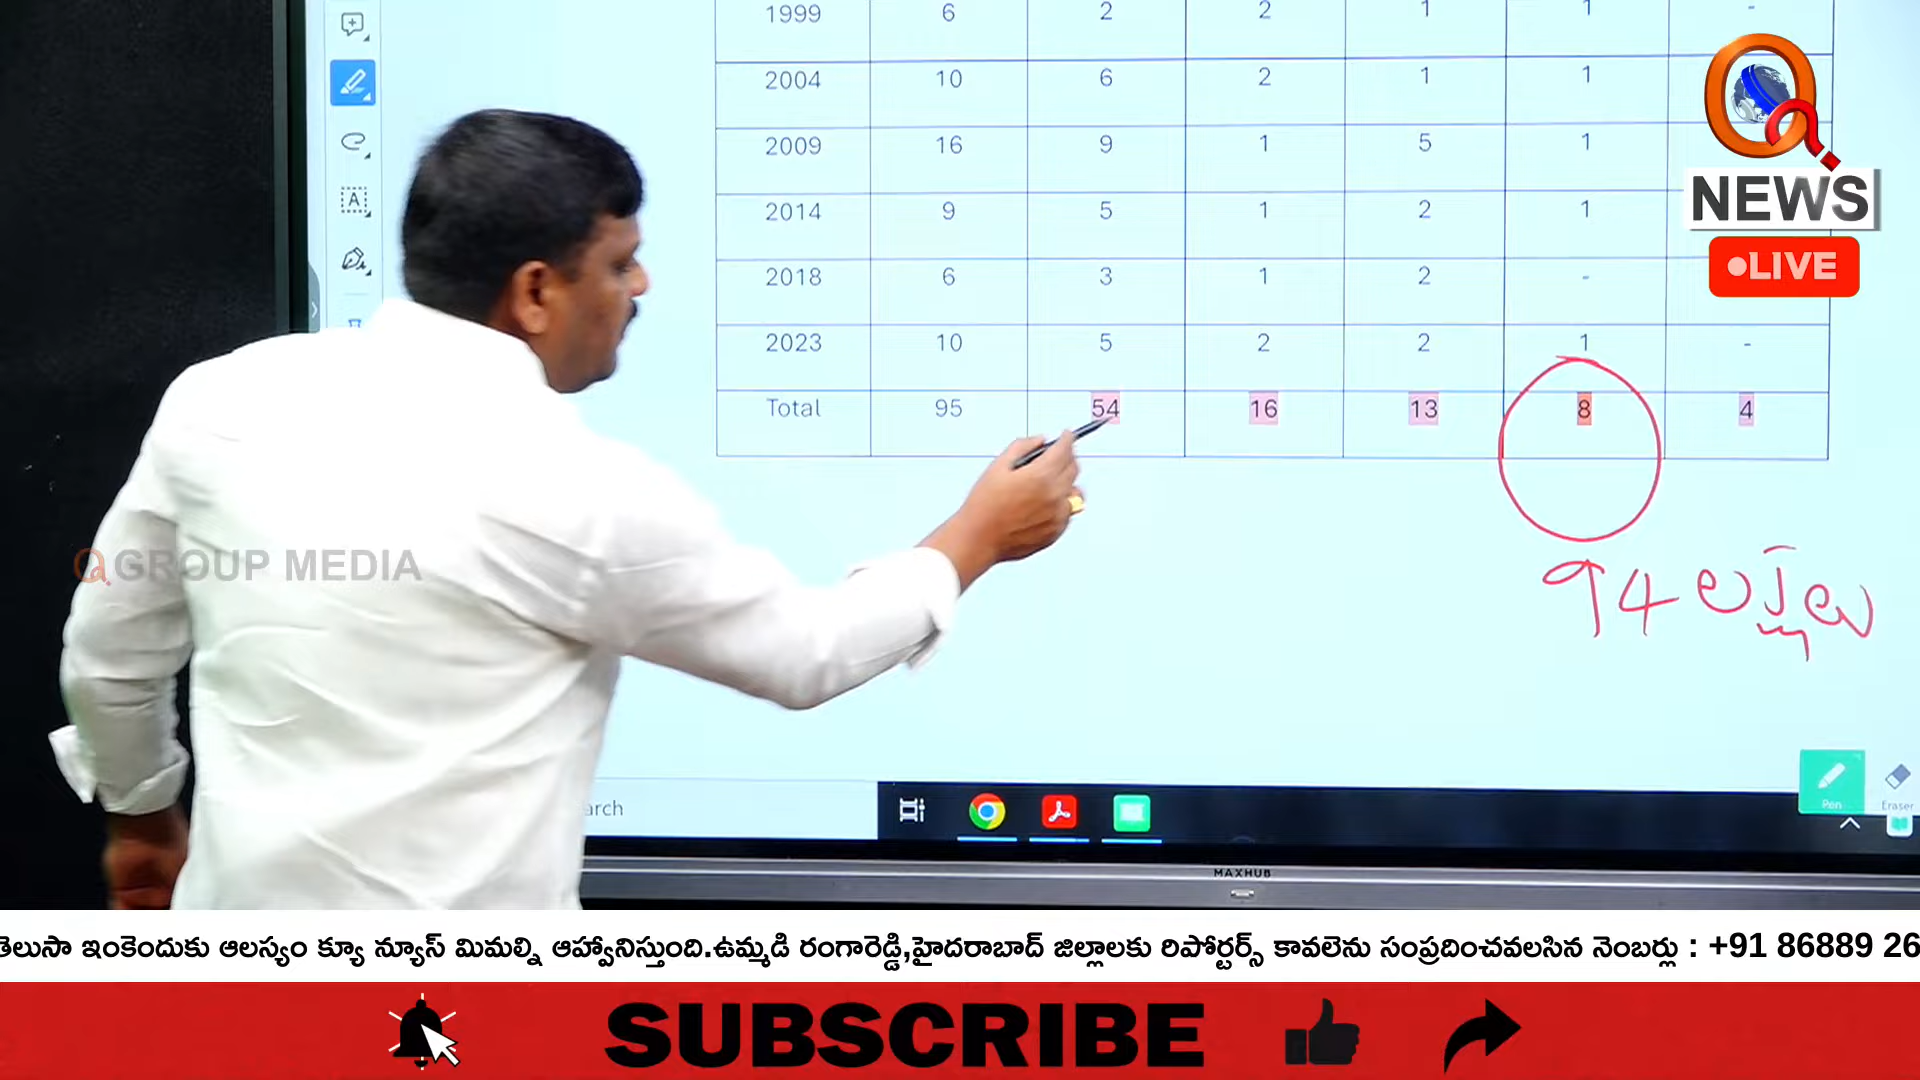 1999 6 2 2 1 1 -
2004 10 6 2 1 1
2009 16 9 1 5 1
2014 9 5 1 2 1
2018 6 3 1 2 -
2023 10 5 2 2 1 -
Total 95 54 16 13 8 4
NEWS
LIVE
GROUP MEDIA
94 లక్షలు
arch
Pen
Eraser
MAXHUB
తెలుసా ఇంకెందుకు ఆలస్యం క్యూ న్యూస్ మిమల్ని ఆహ్వానిస్తుంది.ఉమ్మడి రంగారెడ్డి,హైదరాబాద్ జిల్లాలకు రిపోర్టర్స్ కావలెను సంప్రదించవలసిన నెంబర్లు : +91 86889 26
SUBSCRIBE